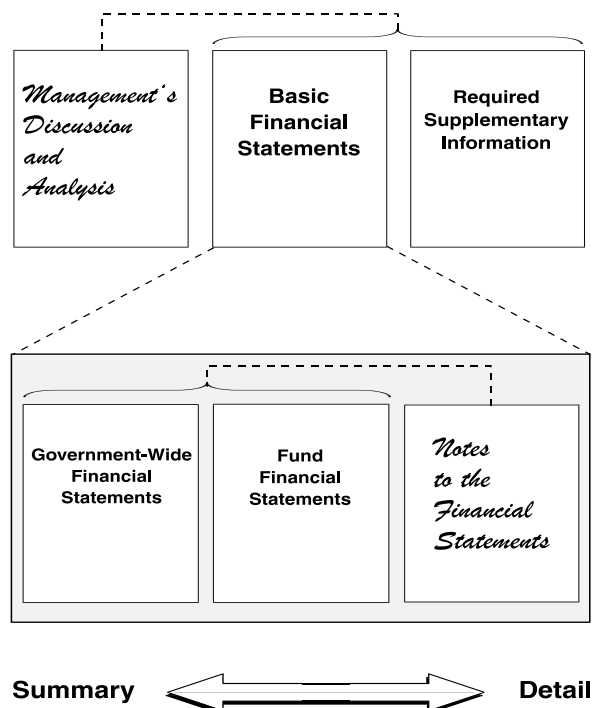 Management's
Discussion
and
Analysis
Basic
Financial
Statements
Required
Supplementary
Information
Government-Wide
Financial
Statements
Fund
Financial
Statements
Notes
to the
Financial
Statements
Summary
Detail